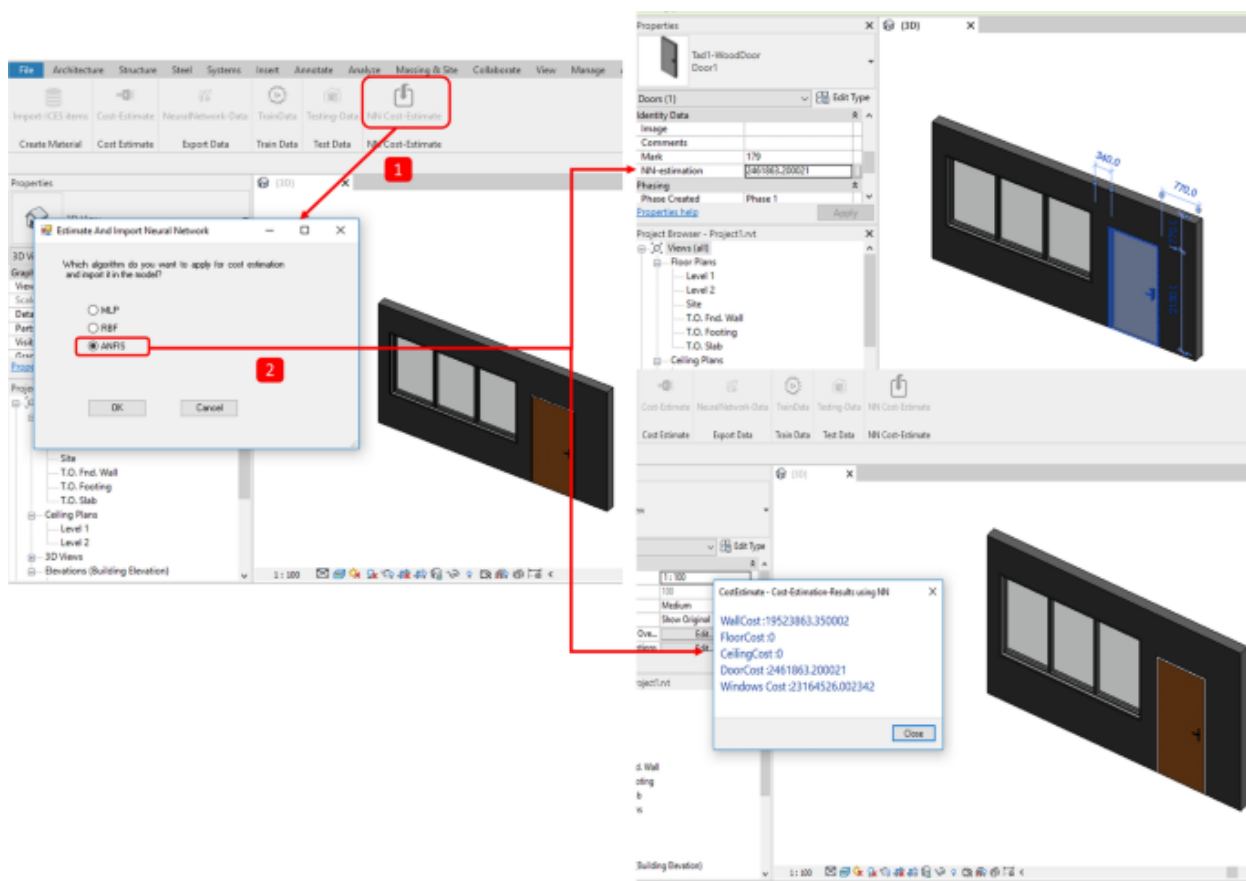 File Architecture Structure Steel Systems Insert Annotate Analyze Massing & Site Collaborate View Manage
Import-ICES-items Cost-Estimate NeuralNetwork-Data TrainData Testing-Data NN Cost-Estimate
Create Material Cost Estimate Export Data Train Data Test Data NN Cost-Estimate
1
Properties
(3D) X
Estimate And Import Neural Network
Which algorithm do you want to apply for cost estimation
and import it in the model?
MLP
RBF
ANFIS
2
OK Cancel
Site
T.O. Fnd. Wall
T.O. Footing
T.O. Slab
Ceiling Plans
Level 1
Level 2
3D Views
Elevations (Building Elevation)
1 : 100
Properties X
(3D) X
Tad1-WoodDoor
Door1
Doors (1) Edit Type
Identity Data
Image
Comments
Mark 179
NN-estimation 2461863.200021
Phasing
Phase Created Phase 1
Properties help Apply
Project Browser - Project1.rvt X
Views (all)
Floor Plans
Level 1
Level 2
Site
T.O. Fnd. Wall
T.O. Footing
T.O. Slab
Ceiling Plans
340.0
770.0
2130.0
Cost-Estimate NeuralNetwork-Data TrainData Testing-Data NN Cost-Estimate
Cost Estimate Export Data Train Data Test Data NN Cost-Estimate
(3D) X
Edit Type
1 : 100
100
Medium
Show Original
Edit...
Edit...
CostEstimate - Cost-Estimation-Results using NN X
WallCost :19523863.350002
FloorCost :0
CeilingCost :0
DoorCost :2461863.200021
Windows Cost :23164526.002342
Close
(Building Elevation)
1 : 100